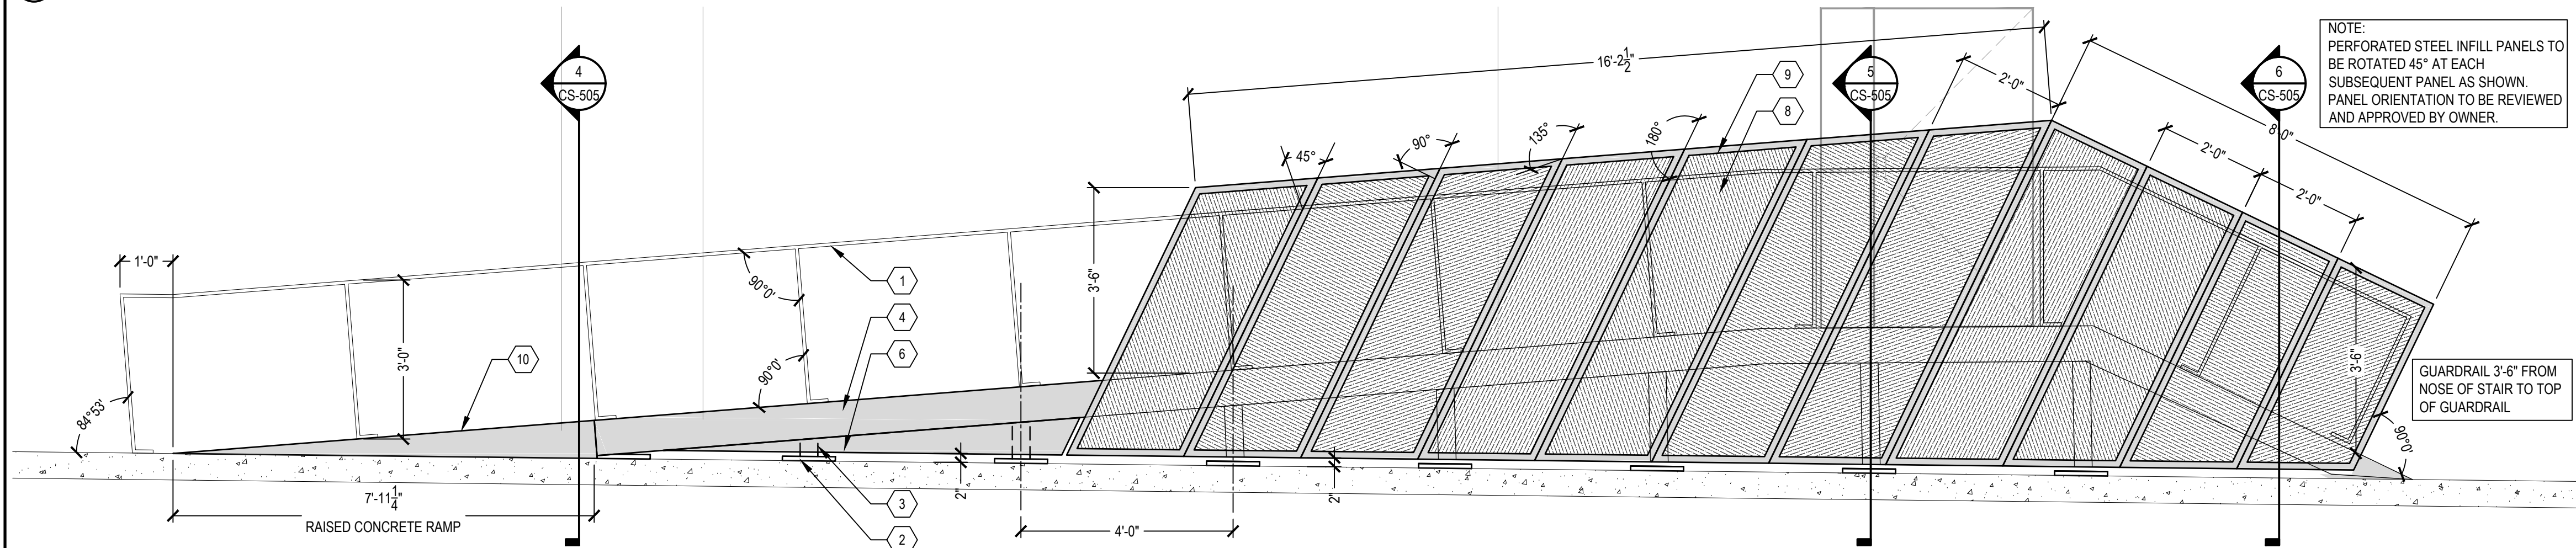 NOTE:
PERFORATED STEEL INFILL PANELS TO
BE ROTATED 45° AT EACH
SUBSEQUENT PANEL AS SHOWN.
PANEL ORIENTATION TO BE REVIEWED
AND APPROVED BY OWNER.
4
CS-505
16'-2 1/2"
9
8
5
CS-505
2'-0"
6
CS-505
8'-0"
2'-0"
2'-0"
45°
90°
135°
180°
1'-0"
90°0'
1
3'-6"
4
3'-0"
10
6
90°0'
84°53'
3'-6"
GUARDRAIL 3'-6" FROM
NOSE OF STAIR TO TOP
OF GUARDRAIL
90°0'
7'-11 1/4"
RAISED CONCRETE RAMP
2"
3
2
4'-0"
2"